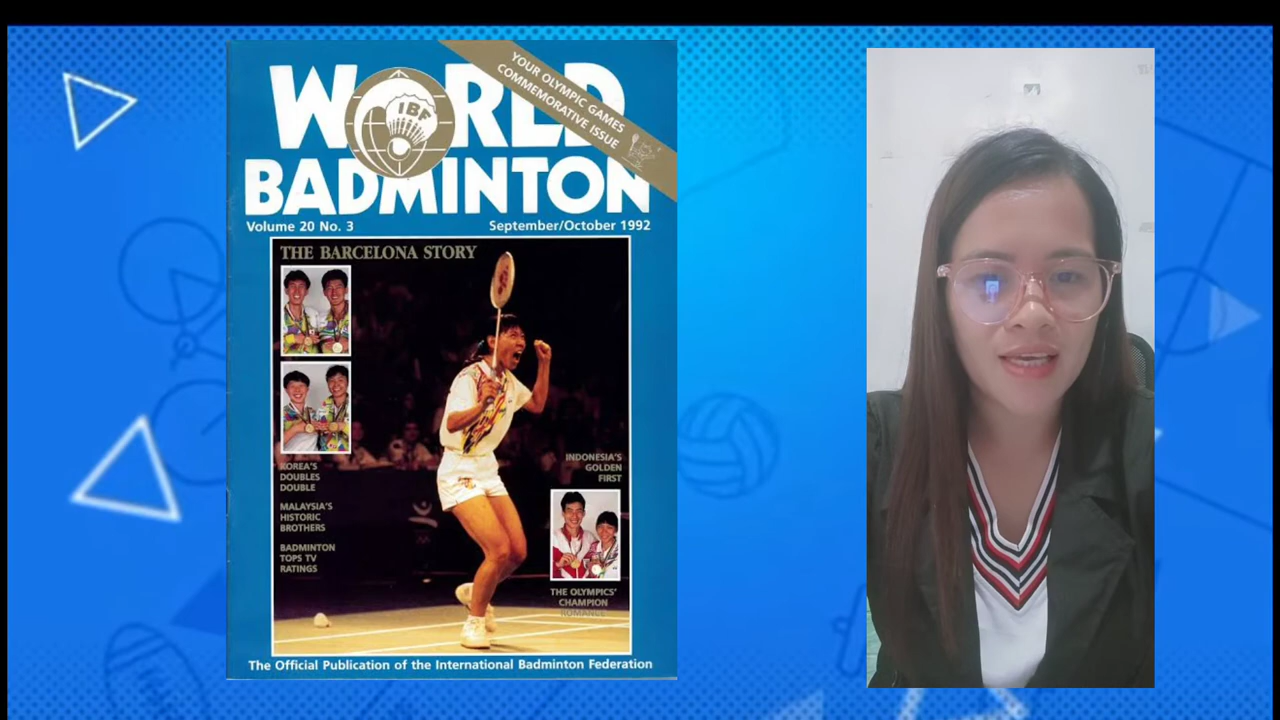 YOUR OLYMPIC GAMES
COMMEMORATIVE ISSUE
WORLD
IBF
BADMINTON
Volume 20 No. 3
September/October 1992
THE BARCELONA STORY
KOREA'S
DOUBLES
DOUBLE
MALAYSIA'S
HISTORIC
BROTHERS
BADMINTON
TOPS TV
RATINGS
INDONESIA'S
GOLDEN
FIRST
THE OLYMPICS'
CHAMPION
ROMANCE
The Official Publication of the International Badminton Federation